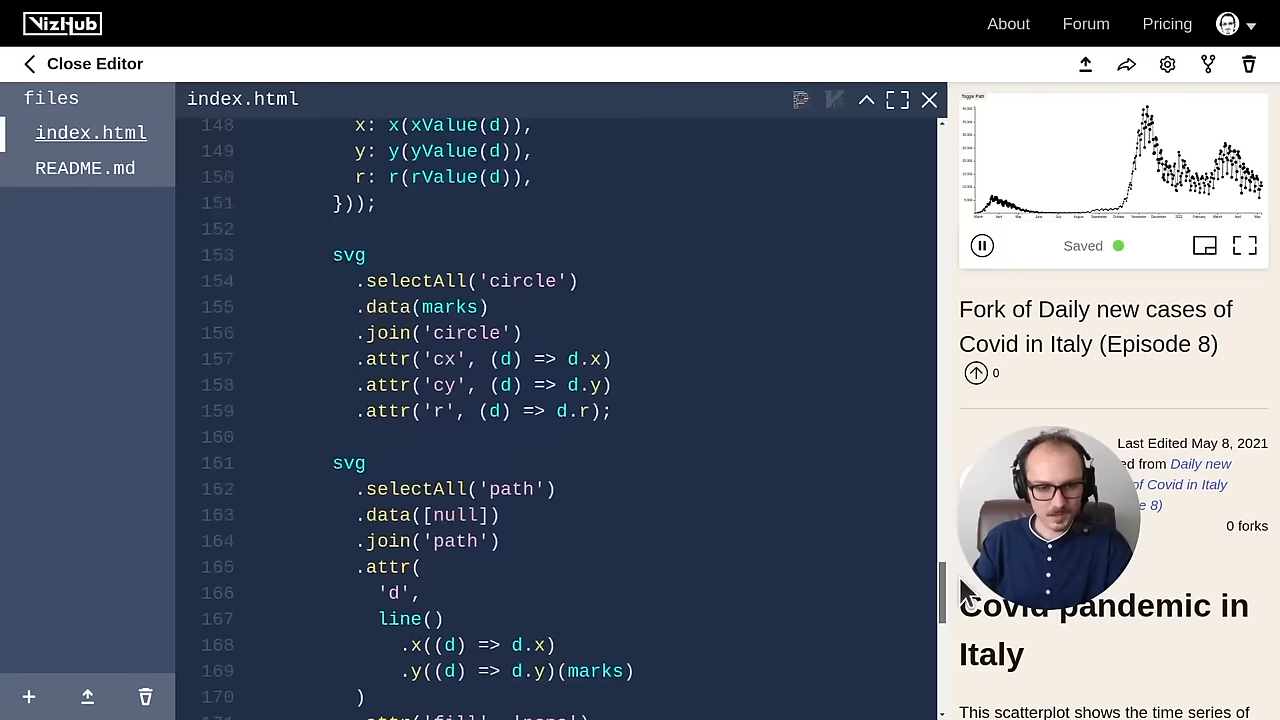 VizHub
About
Forum
Pricing
Close Editor
files
index.html
README.md
index.html
148 x: x(xValue(d)),
149 y: y(yValue(d)),
150 r: r(rValue(d)),
151 }));
152
153 svg
154 .selectAll('circle')
155 .data(marks)
156 .join('circle')
157 .attr('cx', (d) => d.x)
158 .attr('cy', (d) => d.y)
159 .attr('r', (d) => d.r);
160
161 svg
162 .selectAll('path')
163 .data([null])
164 .join('path')
165 .attr(
166 'd',
167 line()
168 .x((d) => d.x)
169 .y((d) => d.y)(marks)
170 )
Toggle Path
Saved
Fork of Daily new cases of
Covid in Italy (Episode 8)
0
Last Edited May 8, 2021
ed from Daily new
of Covid in Italy
8)
0 forks
Covid pandemic in
Italy
This scatterplot shows the time series of